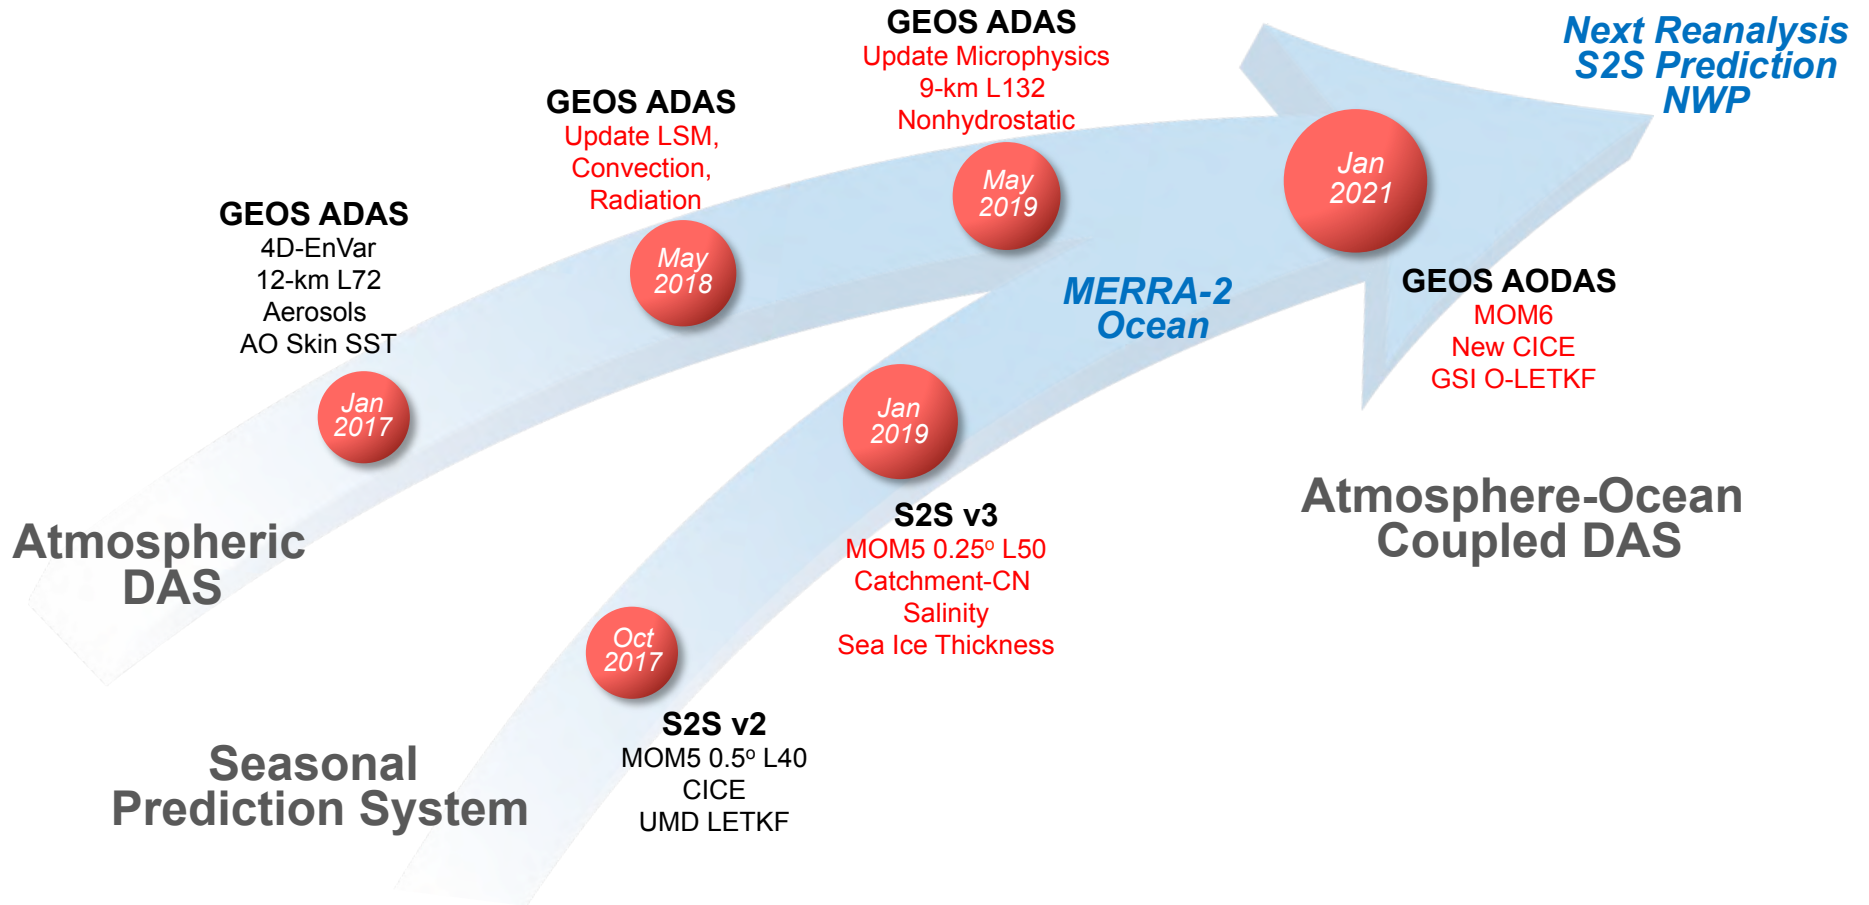 GEOS ADAS
Update Microphysics
9-km L132
Nonhydrostatic
Next Reanalysis
S2S Prediction
NWP
GEOS ADAS
Update LSM,
Convection,
Radiation
GEOS ADAS
4D-EnVar
12-km L72
Aerosols
AO Skin SST
Jan
2017
May
2018
May
2019
Jan
2021
MERRA-2
Ocean
GEOS AODAS
MOM6
New CICE
GSI O-LETKF
Jan
2019
Atmospheric
DAS
S2S v3
MOM5 0.25º L50
Catchment-CN
Salinity
Sea Ice Thickness
Atmosphere-Ocean
Coupled DAS
Oct
2017
S2S v2
MOM5 0.5º L40
CICE
UMD LETKF
Seasonal
Prediction System